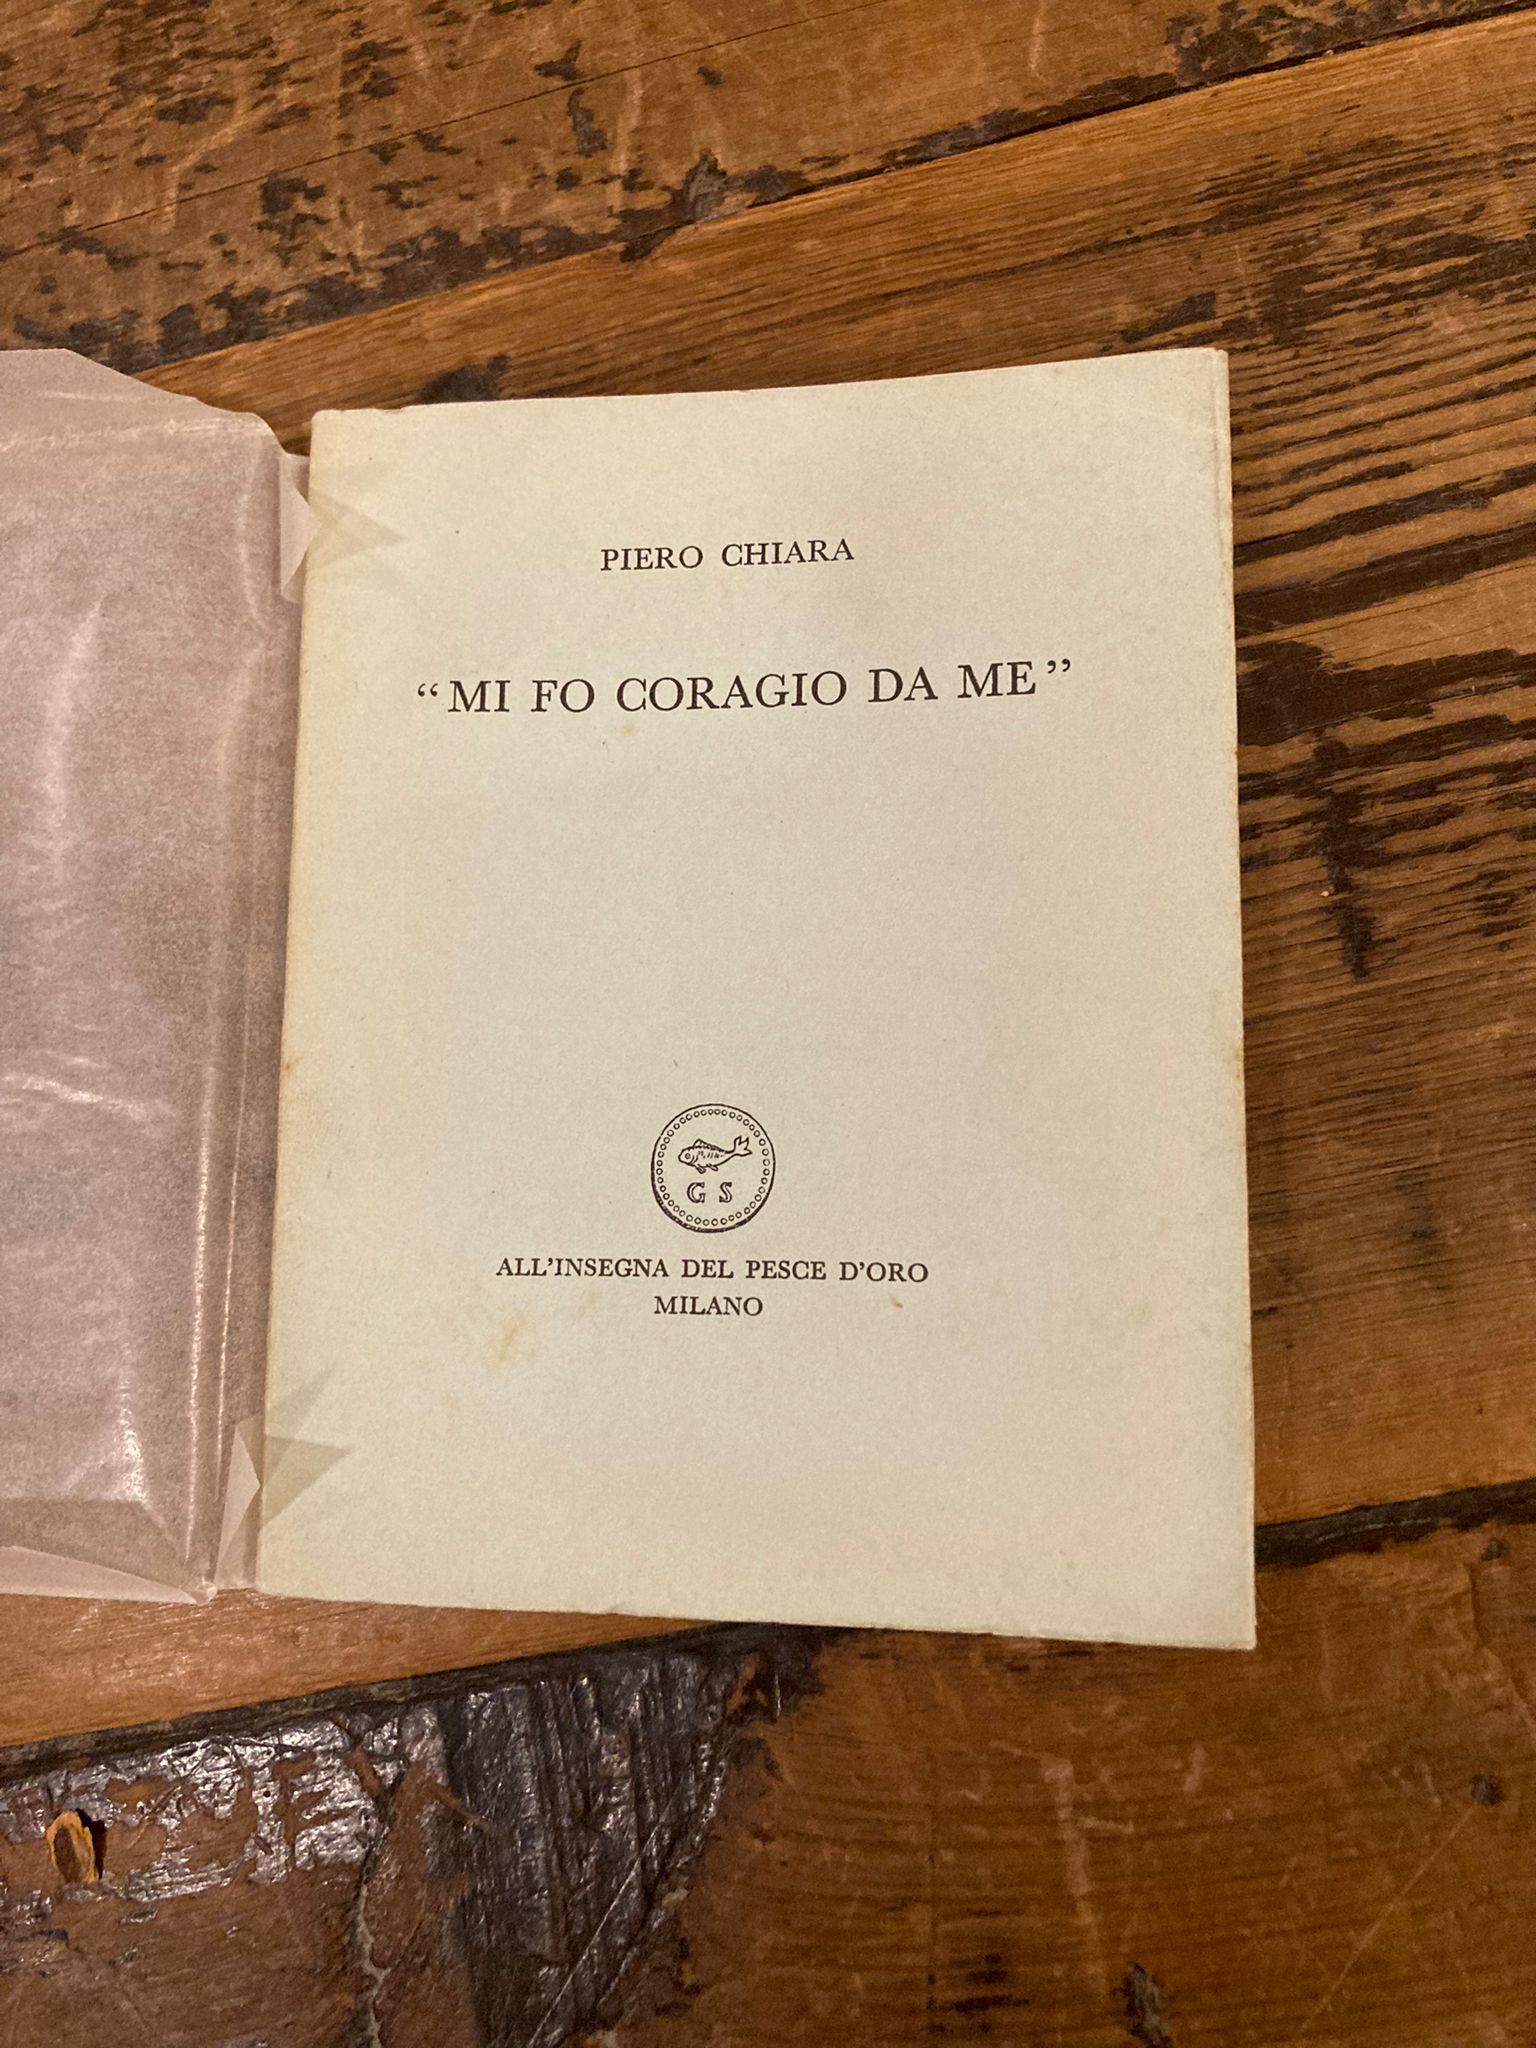 PIERO CHIARA
“MI FO CORAGIO DA ME”
G S
ALL’INSEGNA DEL PESCE D’ORO
MILANO